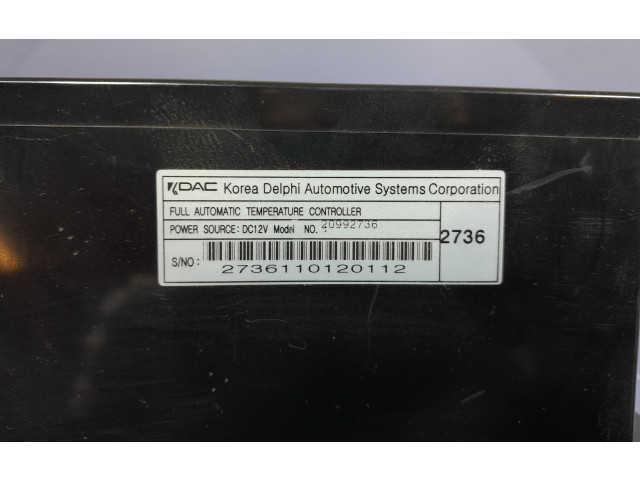 KDAC Korea Delphi Automotive Systems Corporation
FULL AUTOMATIC TEMPERATURE CONTROLLER
POWER SOURCE: DC12V Model NO. : 20992736
2736
S/NO :
2736110120112